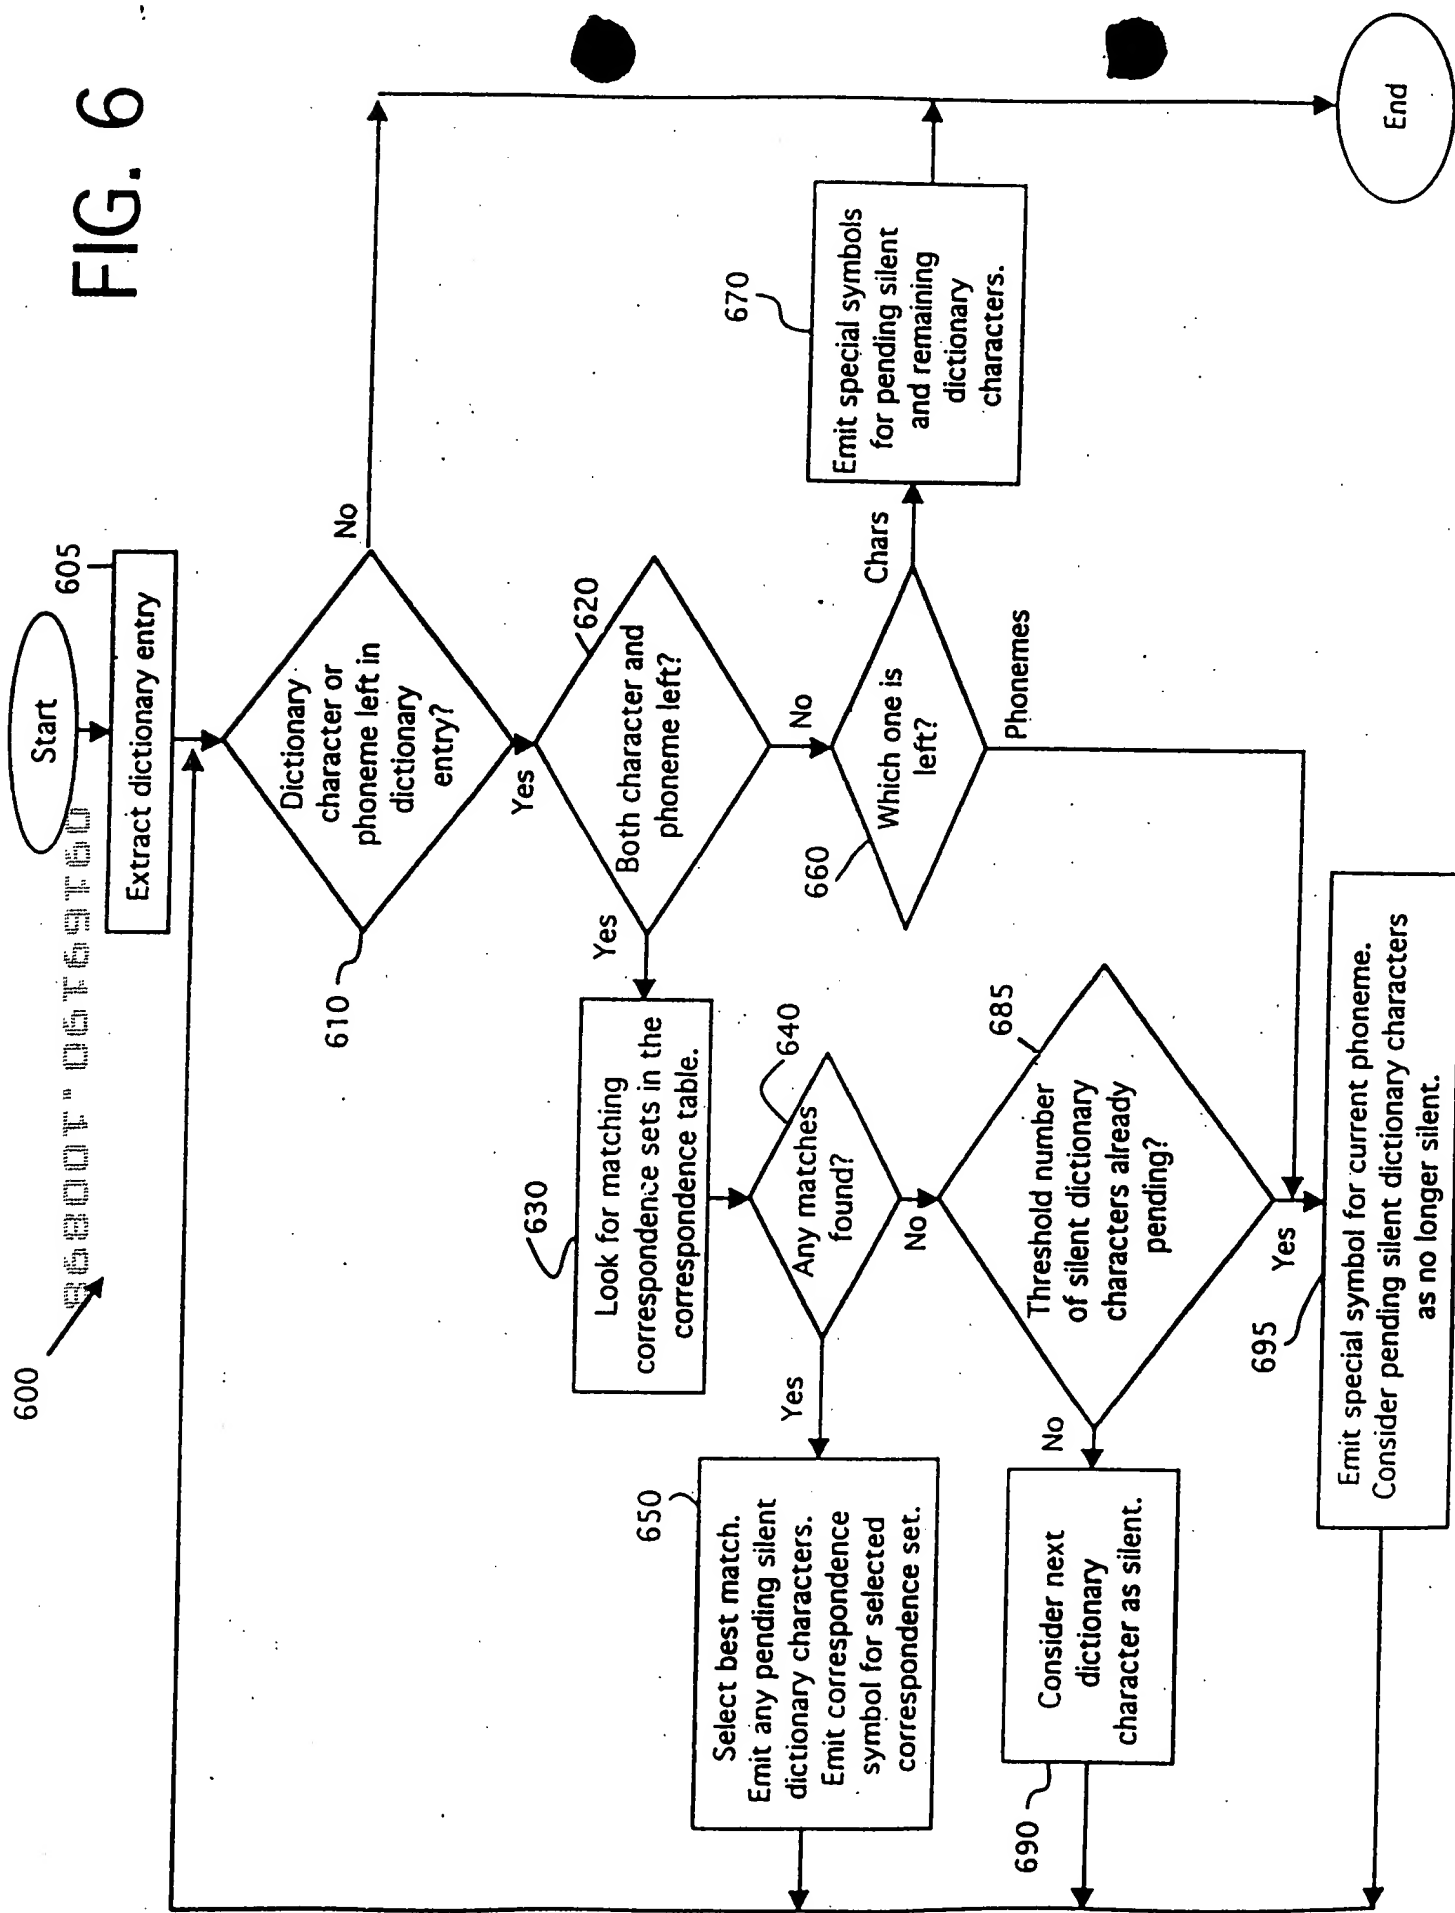 FIG. 6
600
09191690.100898
Start
605
Extract dictionary entry
610
Dictionary
character or
phoneme left in
dictionary
entry?
No
Yes
620
Both character and
phoneme left?
Yes
No
630
Look for matching
correspondence sets in the
correspondence table.
640
Any matches
found?
Yes
No
650
Select best match.
Emit any pending silent
dictionary characters.
Emit correspondence
symbol for selected
correspondence set.
660
Which one is
left?
Chars
Phonemes
670
Emit special symbols
for pending silent
and remaining
dictionary
characters.
685
Threshold number
of silent dictionary
characters already
pending?
No
Yes
690
Consider next
dictionary
character as silent.
695
Emit special symbol for current phoneme.
Consider pending silent dictionary characters
as no longer silent.
End